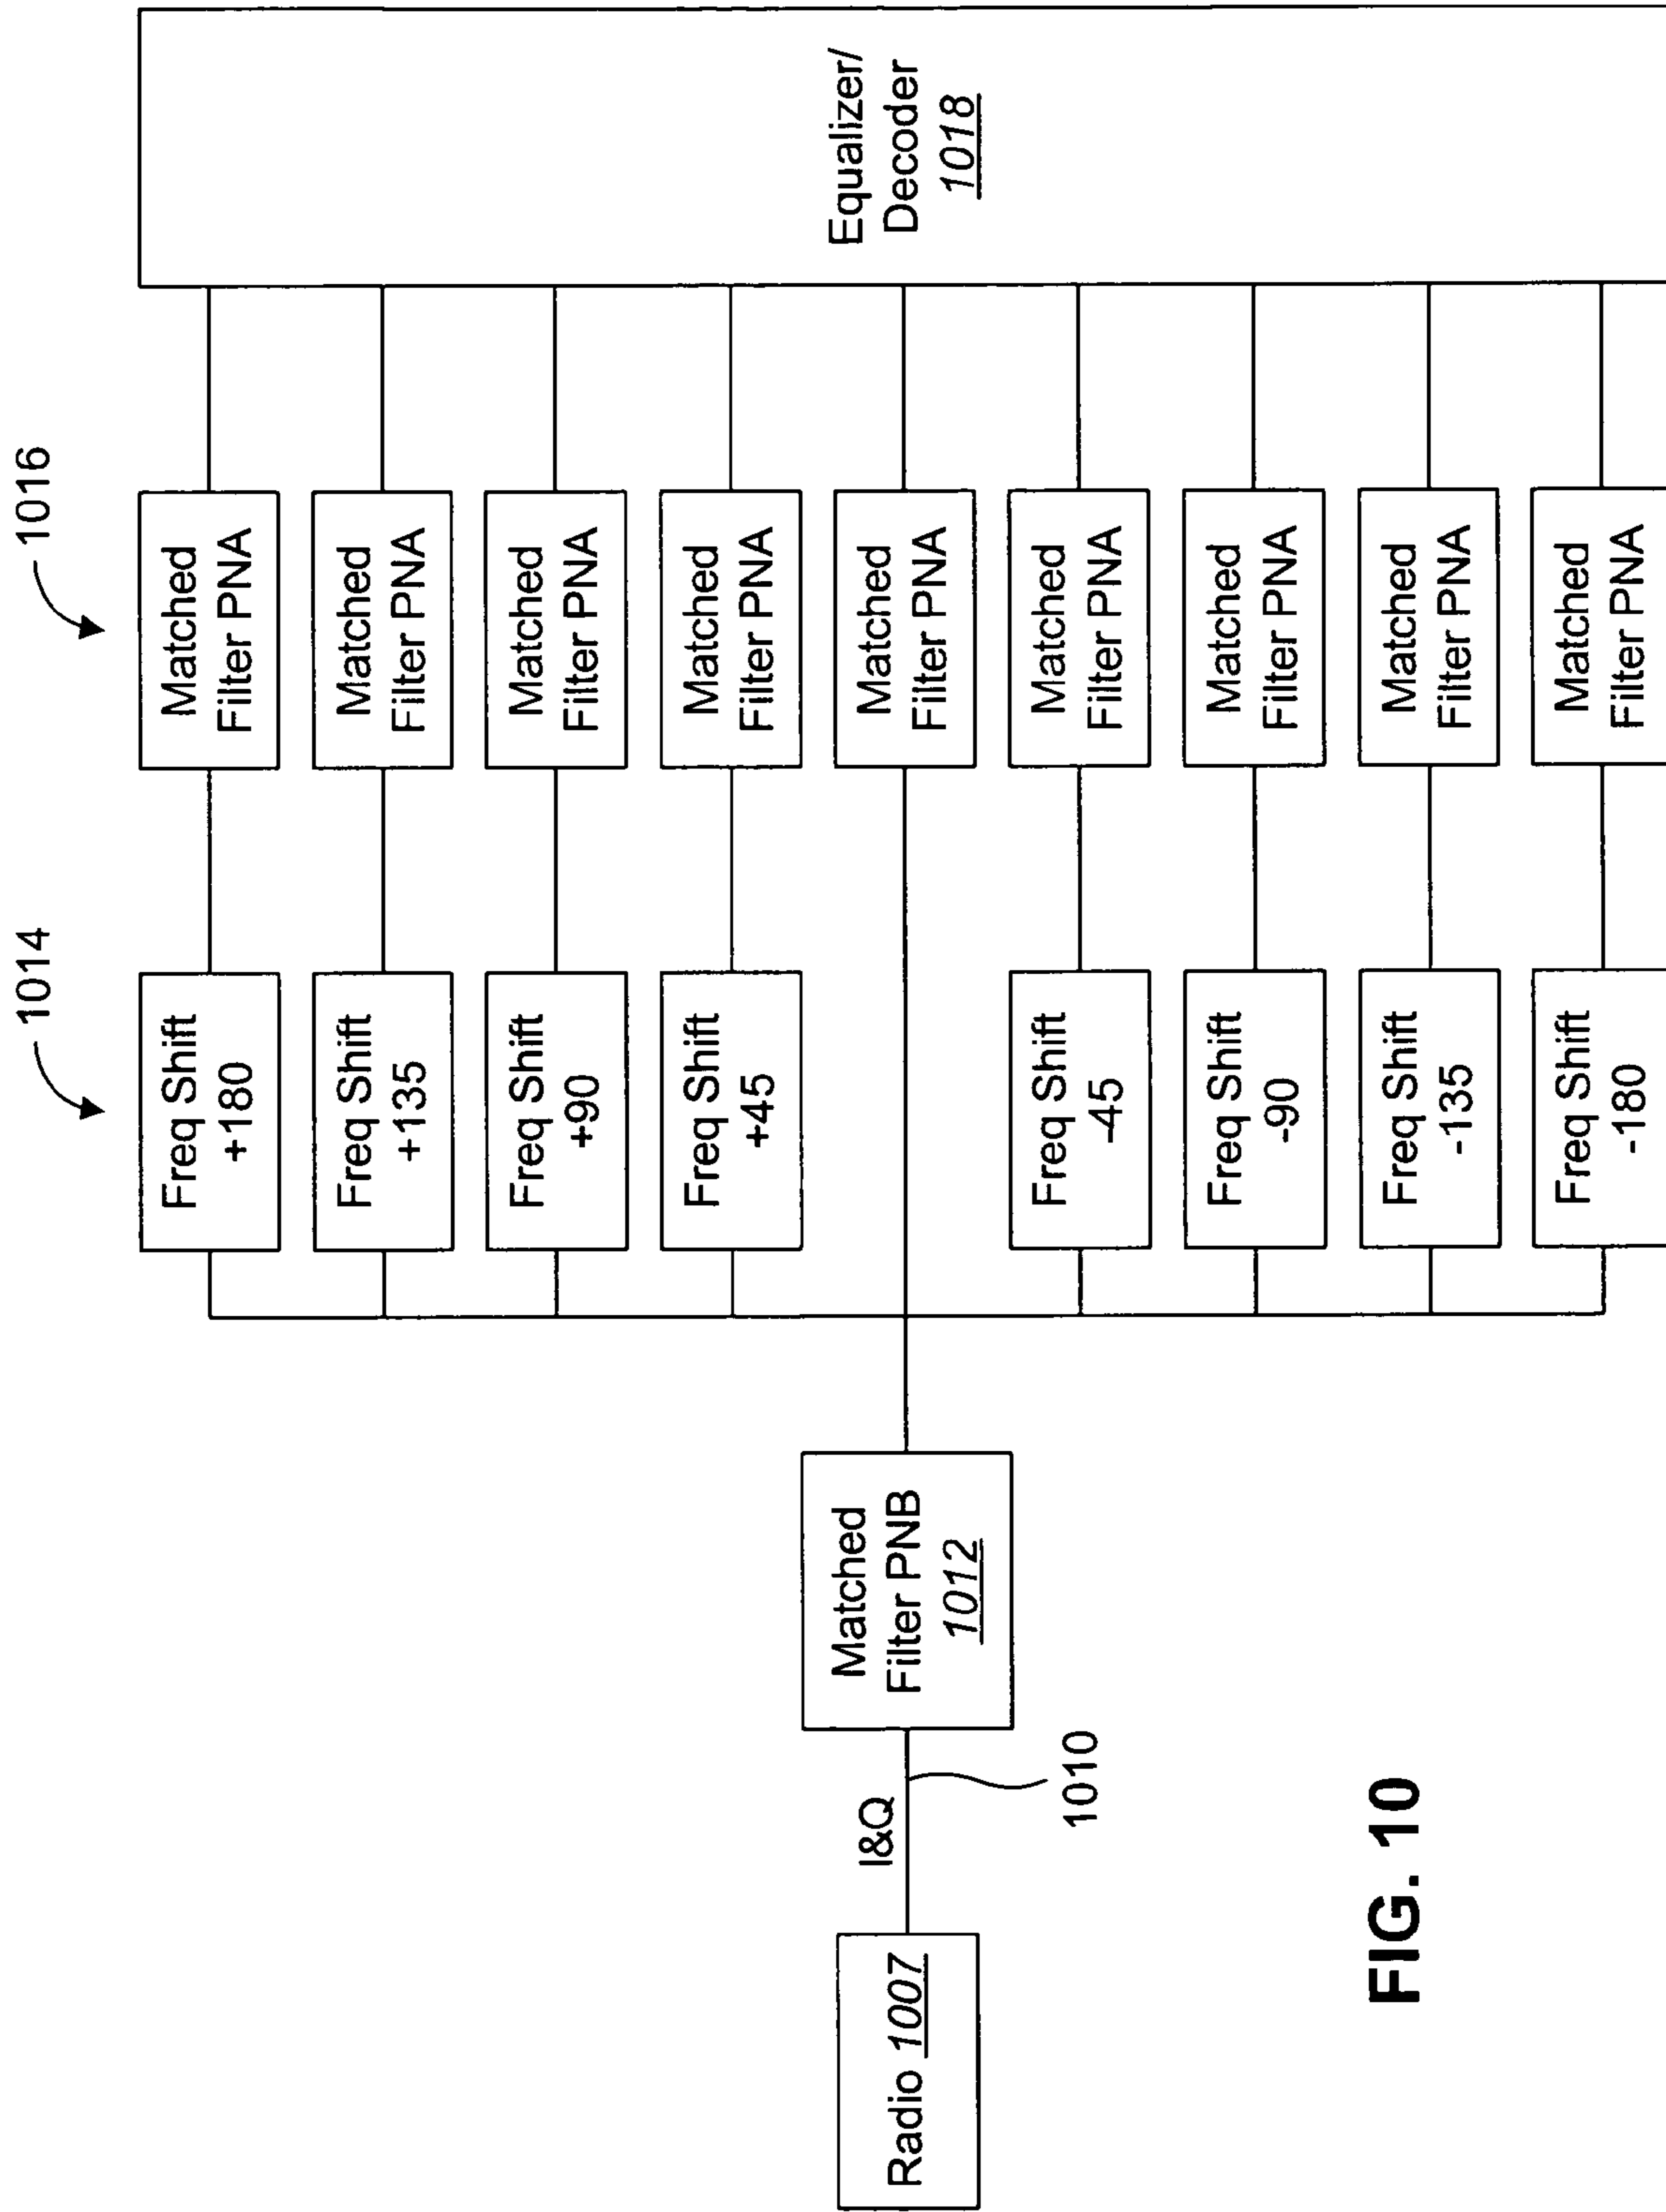 1014
1016
Freq Shift
+180
Matched
Filter PNA
Freq Shift
+135
Matched
Filter PNA
Freq Shift
+90
Matched
Filter PNA
Freq Shift
+45
Matched
Filter PNA
Radio 1007
I&Q
1010
Matched
Filter PNB
1012
Matched
Filter PNA
Equalizer/
Decoder
1018
Freq Shift
-45
Matched
Filter PNA
Freq Shift
-90
Matched
Filter PNA
Freq Shift
-135
Matched
Filter PNA
Freq Shift
-180
Matched
Filter PNA
FIG. 10